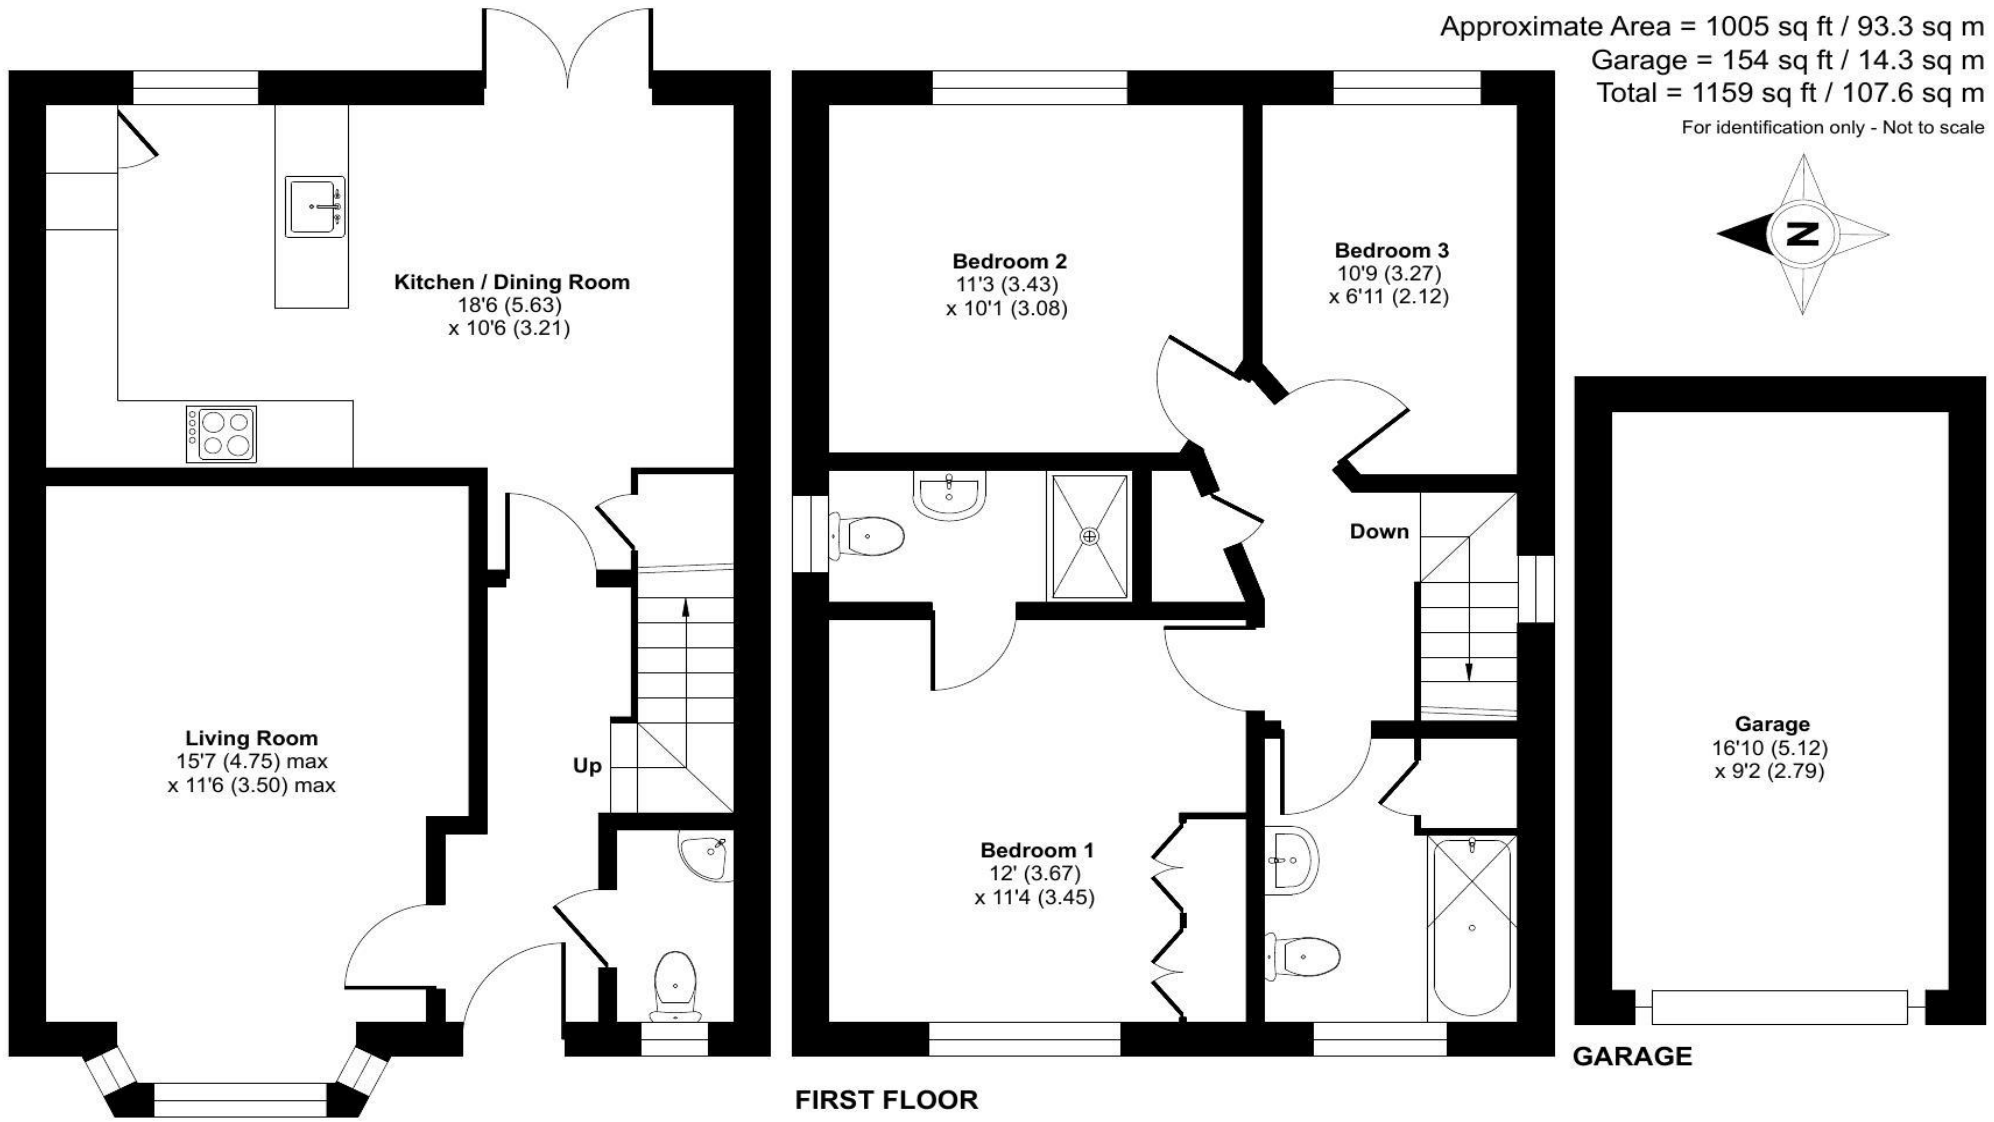 Approximate Area = 1005 sq ft / 93.3 sq m
Garage = 154 sq ft / 14.3 sq m
Total = 1159 sq ft / 107.6 sq m
For identification only - Not to scale
N
Kitchen / Dining Room
18'6 (5.63)
x 10'6 (3.21)
Bedroom 2
11'3 (3.43)
x 10'1 (3.08)
Bedroom 3
10'9 (3.27)
x 6'11 (2.12)
Down
Living Room
15'7 (4.75) max
x 11'6 (3.50) max
Up
Bedroom 1
12' (3.67)
x 11'4 (3.45)
Garage
16'10 (5.12)
x 9'2 (2.79)
GARAGE
FIRST FLOOR